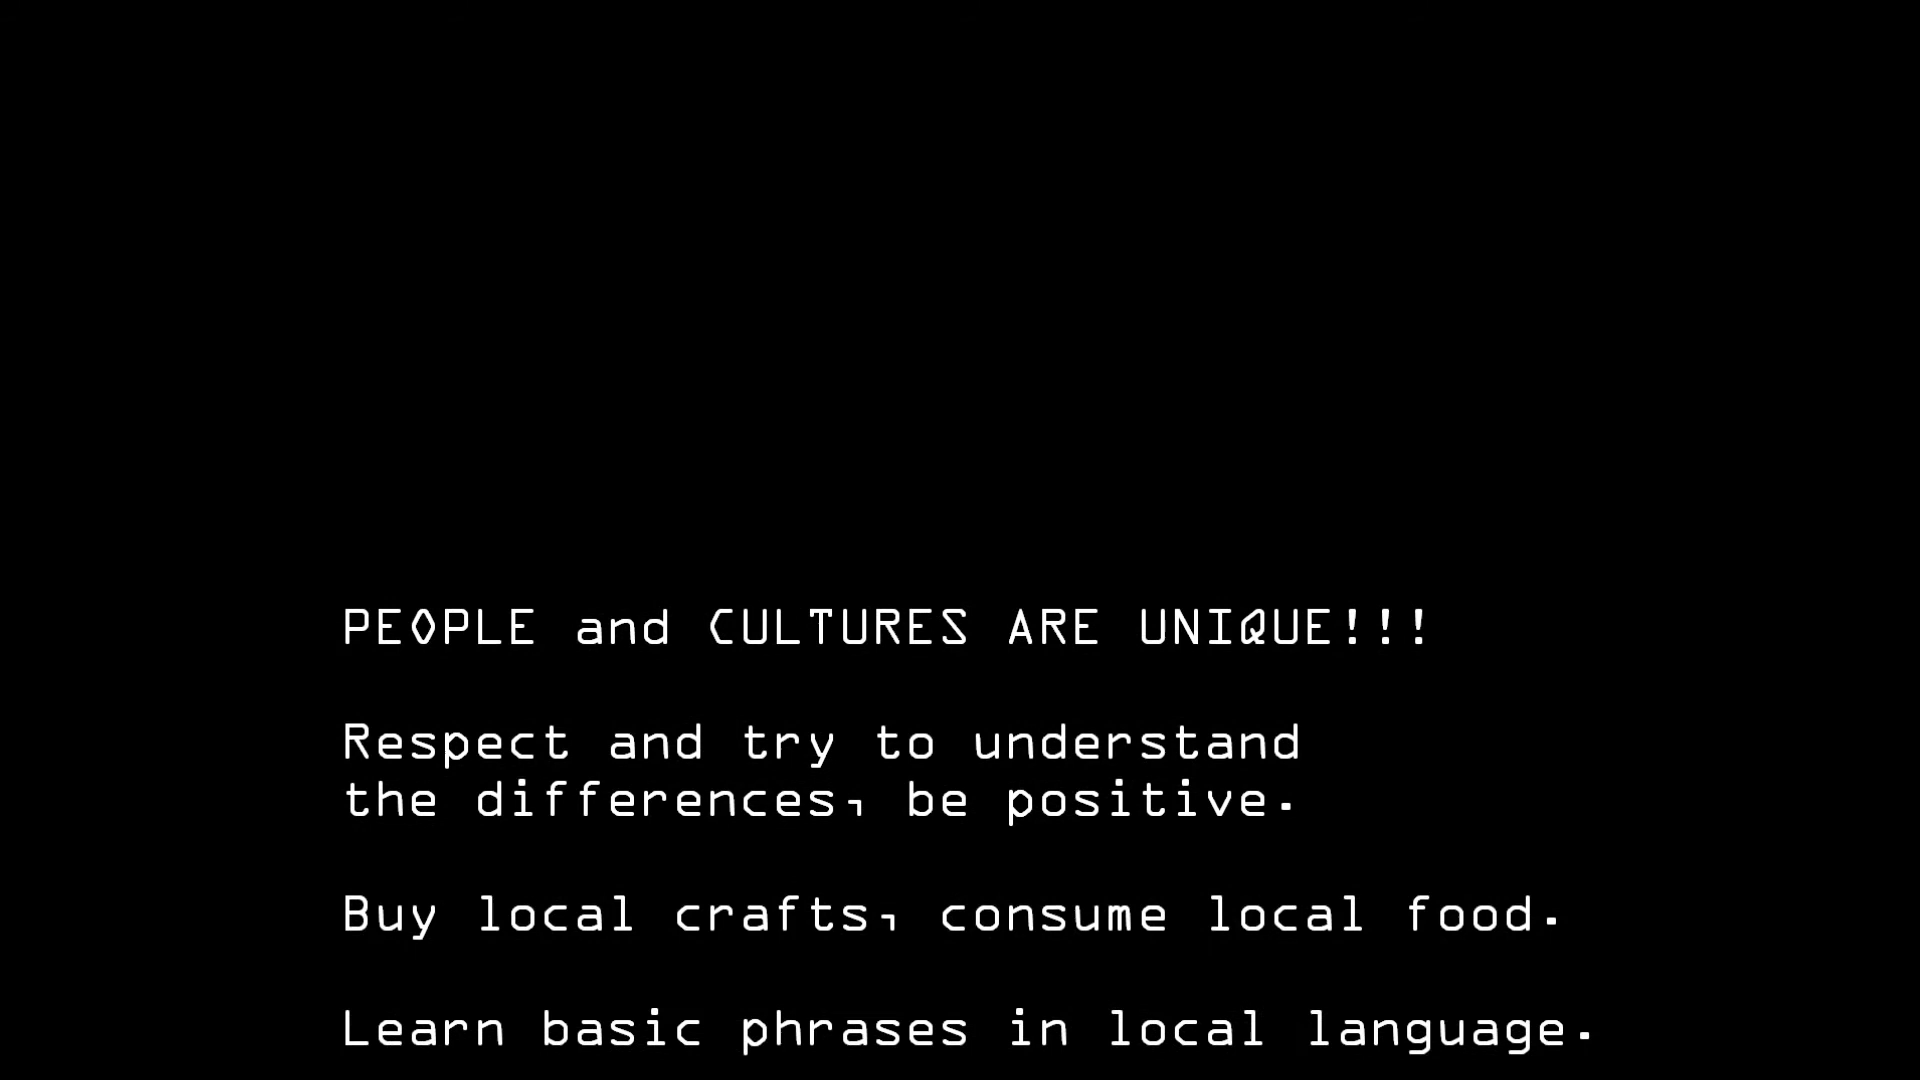 PEOPLE and CULTURES ARE UNIQUE!!!
Respect and try to understand
the differences, be positive.
Buy local crafts, consume local food.
Learn basic phrases in local language.